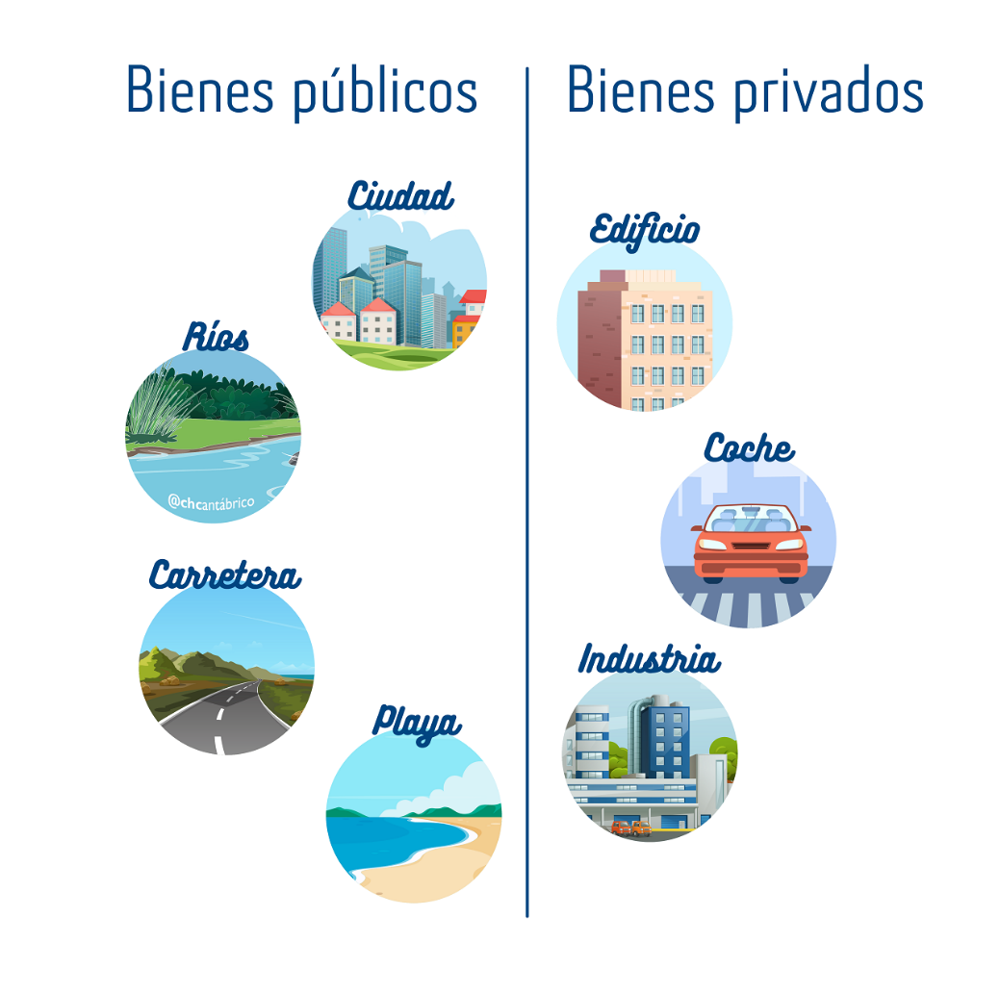 Bienes públicos
Ciudad
Ríos
@chcantábrico
Carretera
Playa
Bienes privados
Edificio
Coche
Industria